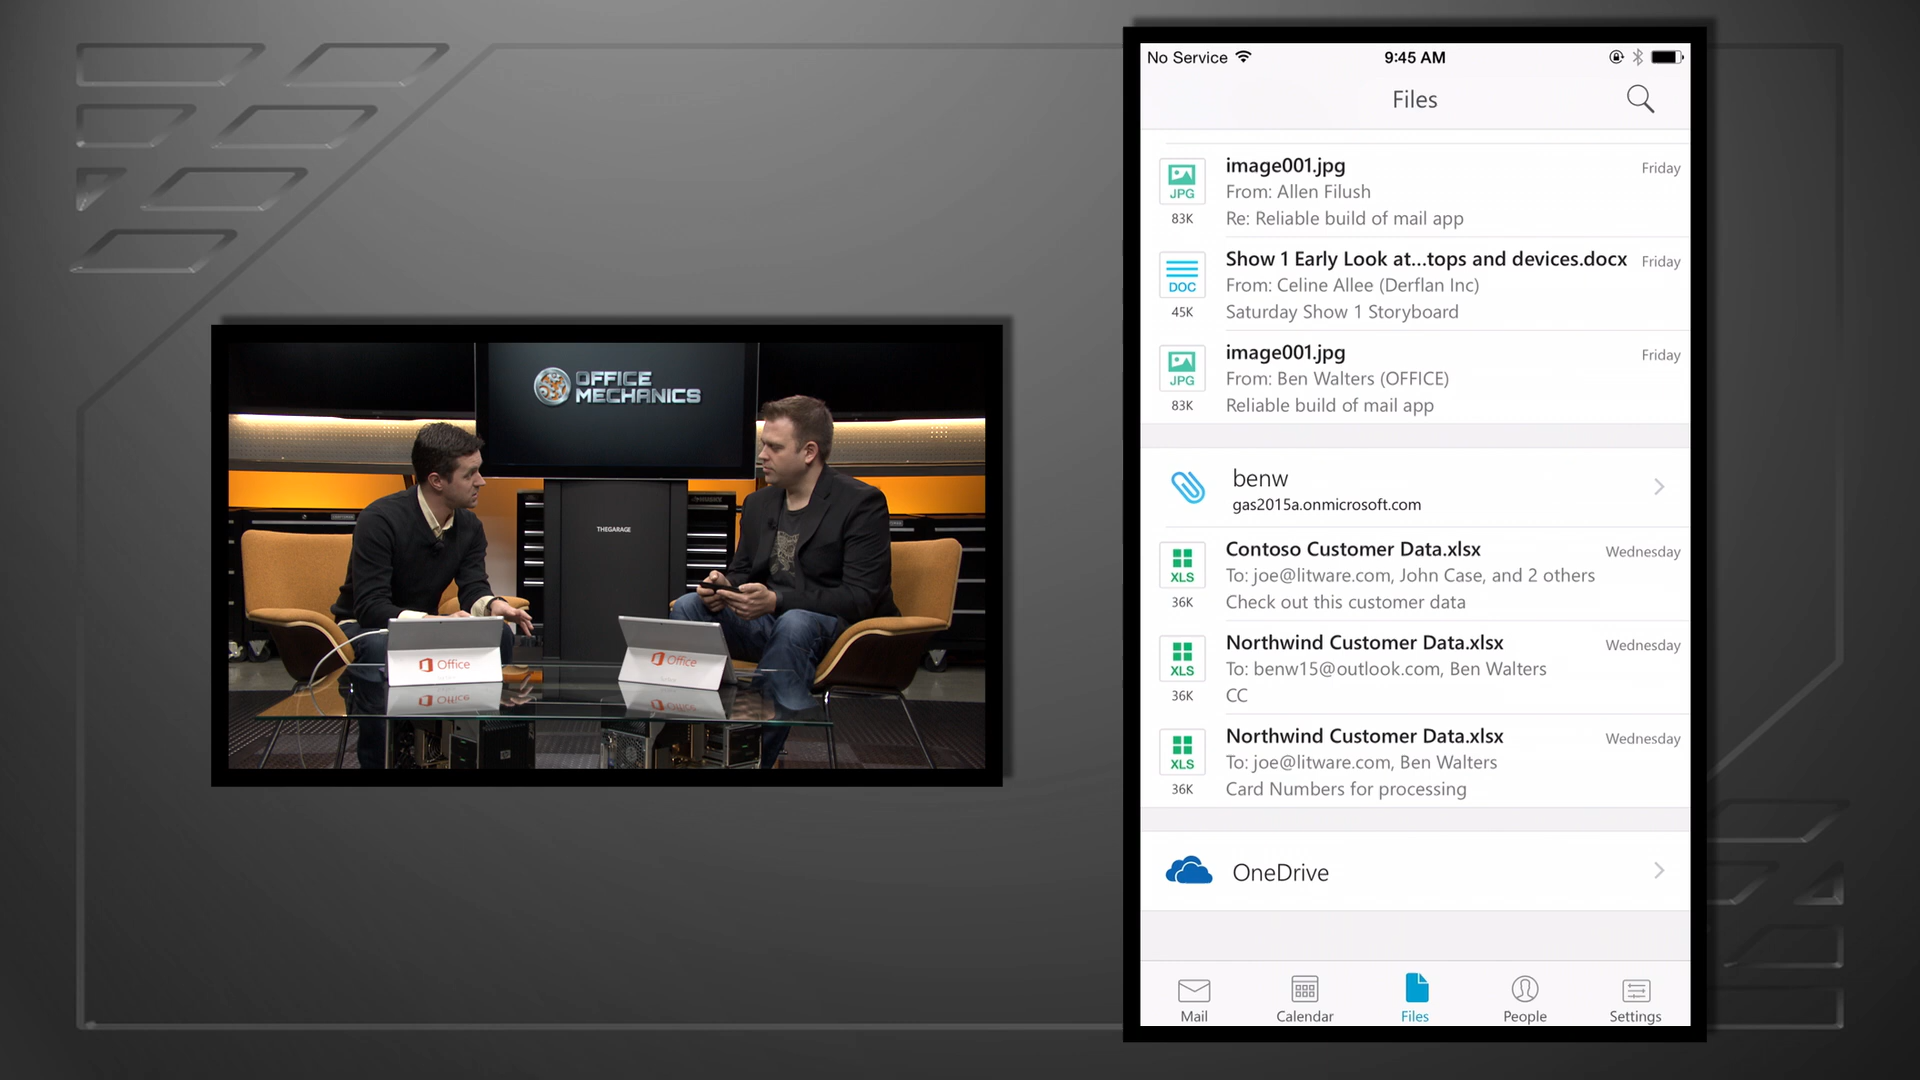 OFFICE
MECHANICS
THEGARAGE
Office
Office
No Service
9:45 AM
Files
image001.jpg
Friday
From: Allen Filush
Re: Reliable build of mail app
JPG
83K
Show 1 Early Look at...tops and devices.docx
Friday
From: Celine Allee (Derflan Inc)
Saturday Show 1 Storyboard
DOC
45K
image001.jpg
Friday
From: Ben Walters (OFFICE)
Reliable build of mail app
JPG
83K
benw
gas2015a.onmicrosoft.com
Contoso Customer Data.xlsx
Wednesday
To: joe@litware.com, John Case, and 2 others
Check out this customer data
XLS
36K
Northwind Customer Data.xlsx
Wednesday
To: benw15@outlook.com, Ben Walters
CC
XLS
36K
Northwind Customer Data.xlsx
Wednesday
To: joe@litware.com, Ben Walters
Card Numbers for processing
XLS
36K
OneDrive
Mail
Calendar
Files
People
Settings